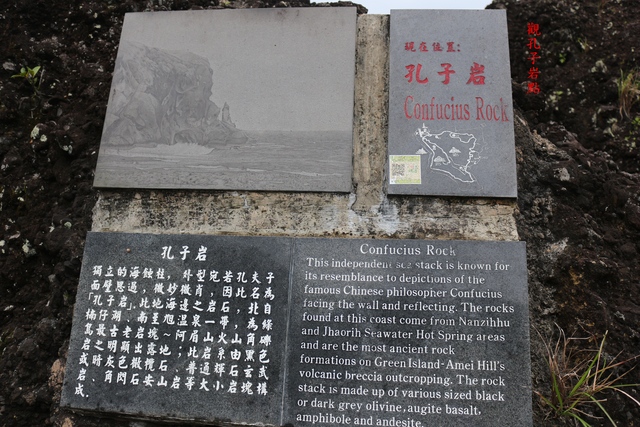 觀孔子岩點
現在位置：
孔子岩
Confucius Rock
孔子岩
獨立的海蝕柱，外型宛若孔夫子
面壁思過，微妙微肖，因此名為
「孔子岩」，此地海邊之岩石，北自
楠仔湖、南至旭溫泉一帶，為綠
島最古老岩域～阿眉山火山角礫
岩之明顯出露地；此岩由黑色
或暗灰色橄欖石、普通輝石玄武
岩、角閃石安山岩等大小岩塊構
成。
Confucius Rock
This independent sea stack is known for
its resemblance to depictions of the
famous Chinese philosopher Confucius
facing the wall and reflecting. The rocks
found at this coast come from Nanzihhu
and Jhaorih Seawater Hot Spring areas
and are the most ancient rock
formations on Green Island-Amei Hill's
volcanic breccia outcropping. The rock
stack is made up of various sized black
or dark grey olivine, augite basalt,
amphibole and andesite.